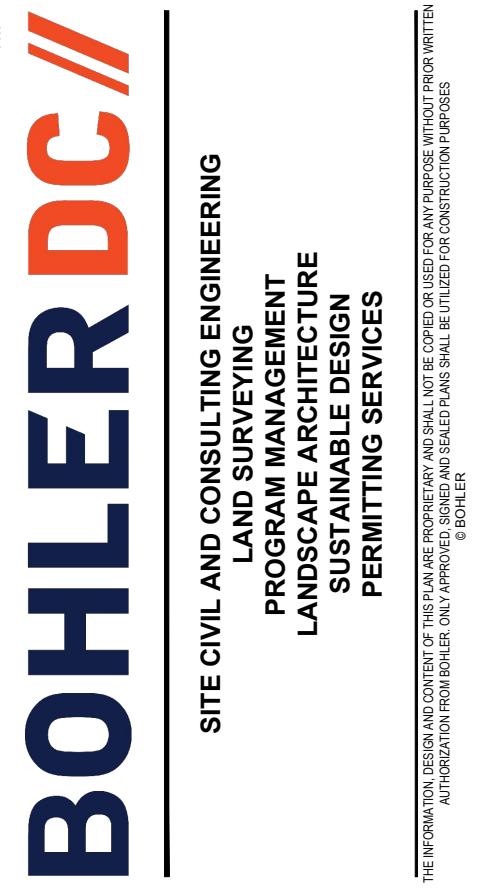 BOHLER DC//
SITE CIVIL AND CONSULTING ENGINEERING
LAND SURVEYING
PROGRAM MANAGEMENT
LANDSCAPE ARCHITECTURE
SUSTAINABLE DESIGN
PERMITTING SERVICES
THE INFORMATION, DESIGN AND CONTENT OF THIS PLAN ARE PROPRIETARY AND SHALL NOT BE COPIED OR USED FOR ANY PURPOSE WITHOUT PRIOR WRITTEN
AUTHORIZATION FROM BOHLER. ONLY APPROVED, SIGNED AND SEALED PLANS SHALL BE UTILIZED FOR CONSTRUCTION PURPOSES
© BOHLER